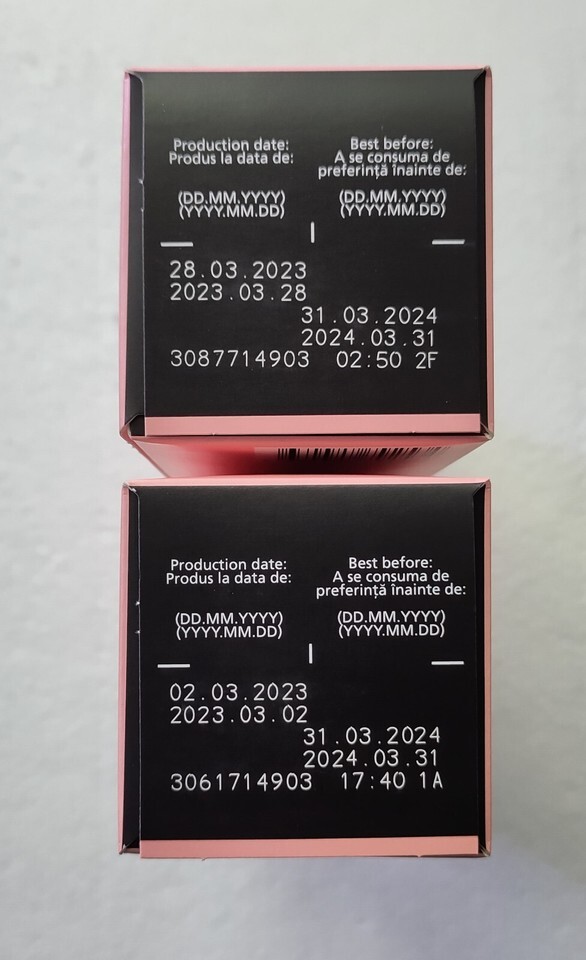 Production date:
Produs la data de:
Best before:
A se consuma de
preferință înainte de:
(DD.MM.YYYY)
(YYYY.MM.DD)
(DD.MM.YYYY)
(YYYY.MM.DD)
28.03.2023
2023.03.28
31.03.2024
2024.03.31
3087714903 02:50 2F
Production date:
Produs la data de:
Best before:
A se consuma de
preferință înainte de:
(DD.MM.YYYY)
(YYYY.MM.DD)
(DD.MM.YYYY)
(YYYY.MM.DD)
02.03.2023
2023.03.02
31.03.2024
2024.03.31
3061714903 17:40 1A